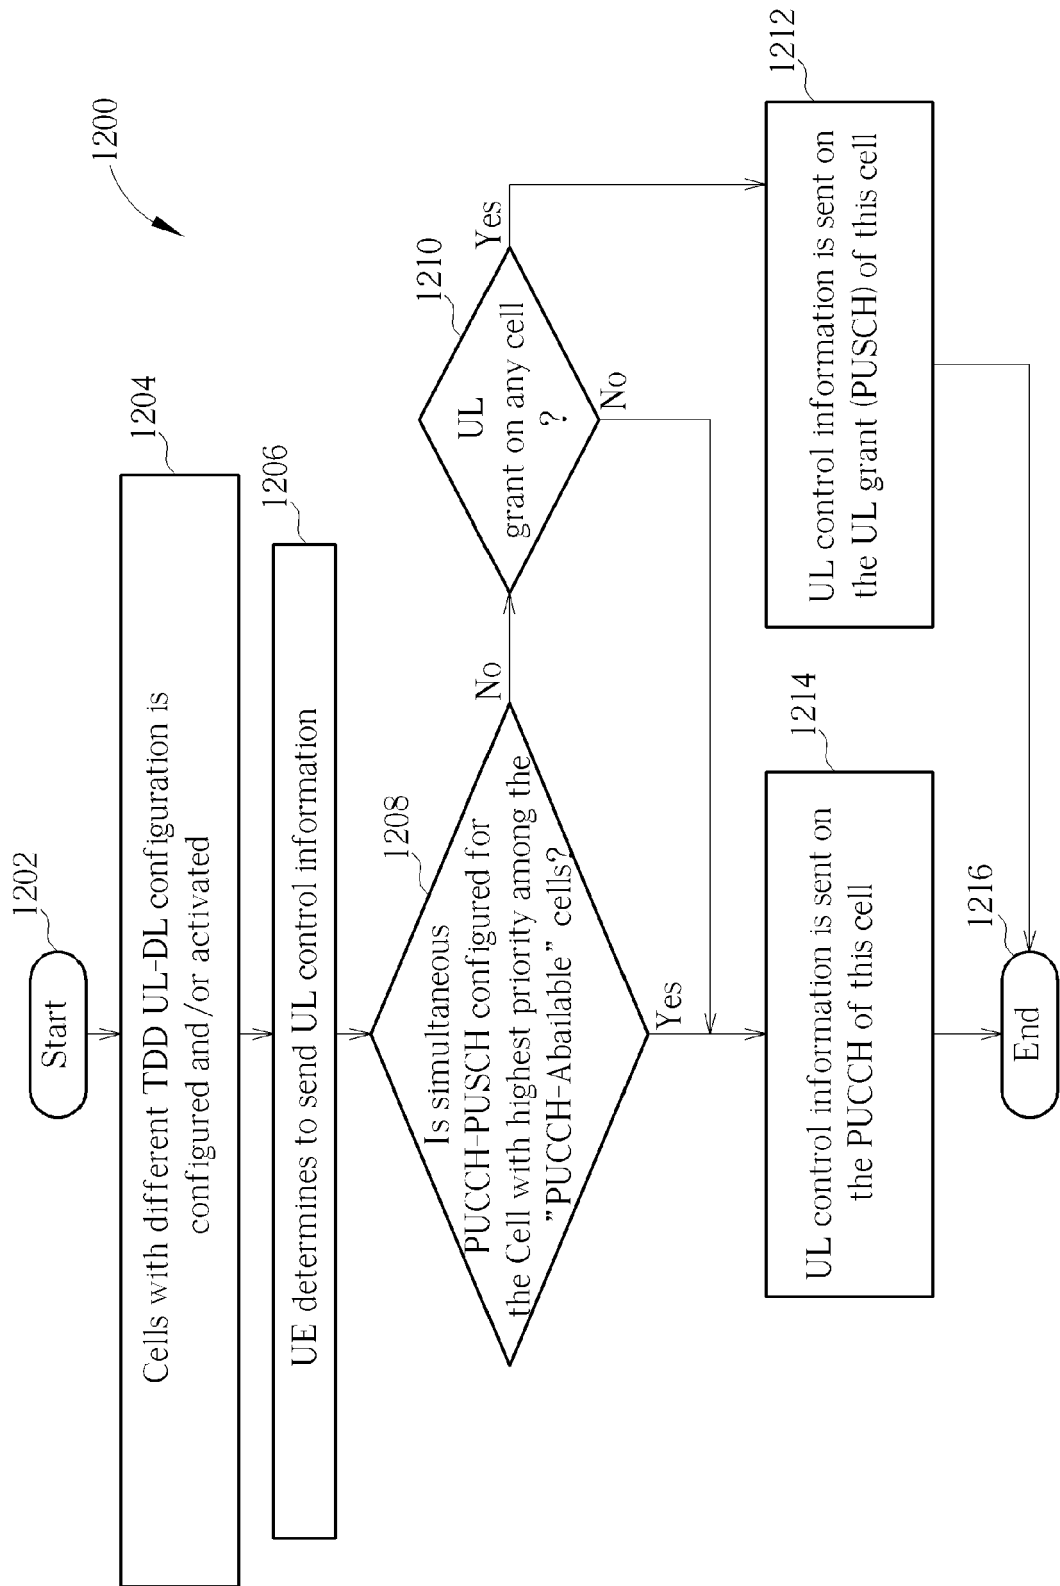 1200
Start
1202
Cells with different TDD UL-DL configuration is
configured and/or activated
1204
UE determines to send UL control information
1206
Is simultaneous
PUCCH-PUSCH configured for
the Cell with highest priority among the
"PUCCH-Abailable" cells?
1208
No
Yes
UL
grant on any cell
?
1210
Yes
No
UL control information is sent on
the PUCCH of this cell
1214
UL control information is sent on
the UL grant (PUSCH) of this cell
1212
End
1216